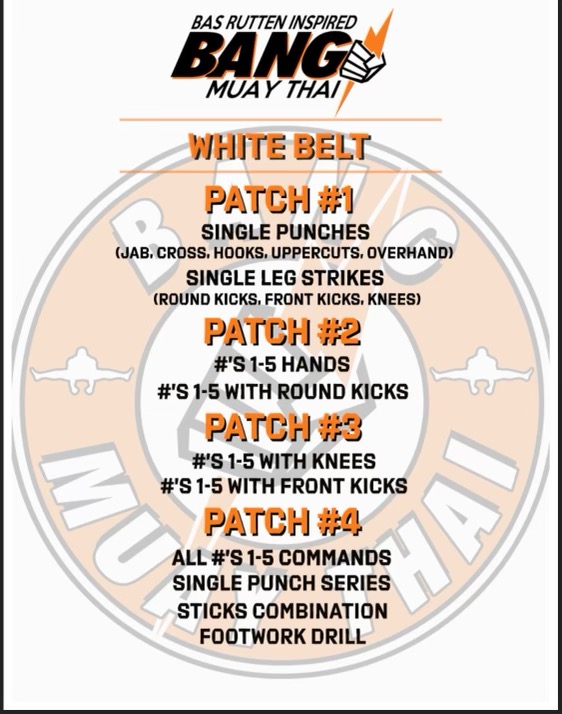 BAS RUTTEN INSPIRED
BANG
MUAY THAI
WHITE BELT
PATCH #1
SINGLE PUNCHES
(JAB, CROSS, HOOKS, UPPERCUTS, OVERHAND)
SINGLE LEG STRIKES
(ROUND KICKS, FRONT KICKS, KNEES)
PATCH #2
#'S 1-5 HANDS
#'S 1-5 WITH ROUND KICKS
PATCH #3
#'S 1-5 WITH KNEES
#'S 1-5 WITH FRONT KICKS
PATCH #4
ALL #'S 1-5 COMMANDS
SINGLE PUNCH SERIES
STICKS COMBINATION
FOOTWORK DRILL
BANG
MUAY THAI